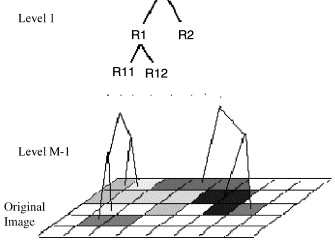 Level 1
R1 R2
R11 R12
Level M-1
Original
Image